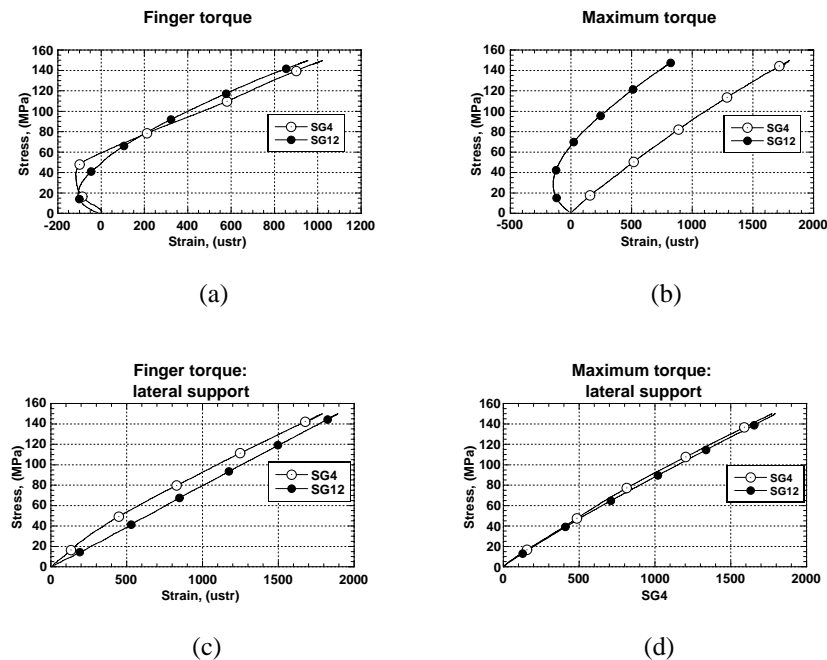 Finger torque
160
140
120
100
80
60
40
20
0
Stress, (MPa)
-200 0 200 400 600 800 1000 1200
Strain, (ustr)
SG4
SG12
(a)
Maximum torque
160
140
120
100
80
60
40
20
0
Stress, (MPa)
-500 0 500 1000 1500 2000
Strain, (ustr)
SG4
SG12
(b)
Finger torque:
lateral support
160
140
120
100
80
60
40
20
0
Stress, (MPa)
0 500 1000 1500 2000
Strain, (ustr)
SG4
SG12
(c)
Maximum torque:
lateral support
160
140
120
100
80
60
40
20
0
Stress, (MPa)
0 500 1000 1500 2000
SG4
SG4
SG12
(d)